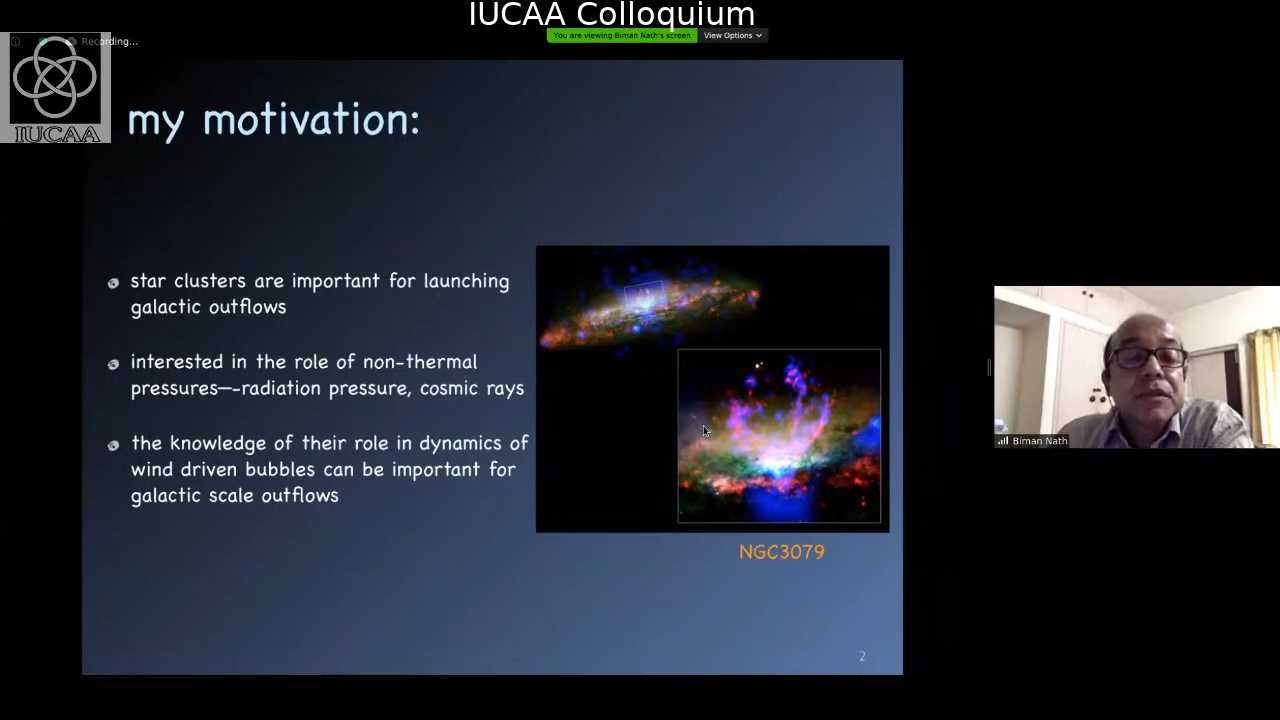 IUCAA Colloquium
You are viewing Biman Nath's screen
View Options
Recording...
IUCAA
my motivation:
star clusters are important for launching
galactic outflows
interested in the role of non-thermal
pressures—-radiation pressure, cosmic rays
the knowledge of their role in dynamics of
wind driven bubbles can be important for
galactic scale outflows
NGC3079
2
Biman Nath